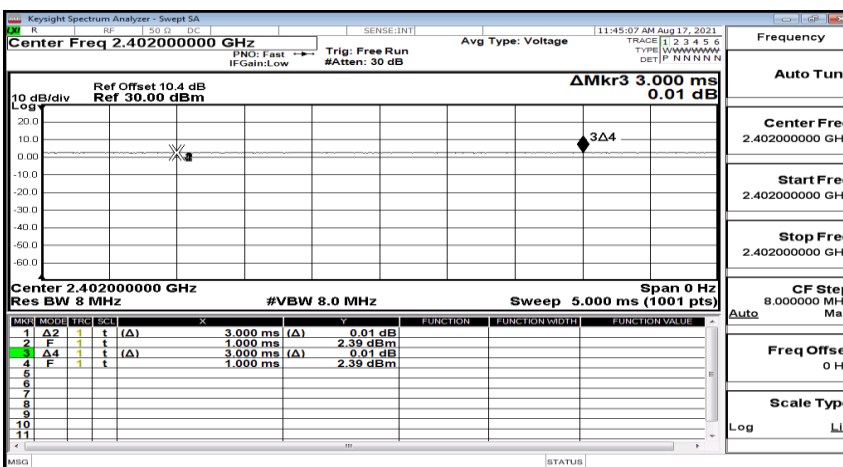 Keysight Spectrum Analyzer - Swept SA
LXI R RF 50 Ω DC SENSE:INT 11:45:07 AM Aug 17, 2021
Center Freq 2.402000000 GHz
PNO: Fast
IFGain:Low
Trig: Free Run
#Atten: 30 dB
Avg Type: Voltage
TRACE 1 2 3 4 5 6
TYPE WWWWWW
DET P N N N N N
ΔMkr3 3.000 ms
0.01 dB
Ref Offset 10.4 dB
10 dB/div Ref 30.00 dBm
Log
20.0
10.0
0.00
-10.0
-20.0
-30.0
-40.0
-50.0
-60.0
3Δ4
Center 2.402000000 GHz Span 0 Hz
Res BW 8 MHz #VBW 8.0 MHz Sweep 5.000 ms (1001 pts)
MKR MODE TRC SCL X Y FUNCTION FUNCTION WIDTH FUNCTION VALUE
1 Δ2 1 t (Δ) 3.000 ms (Δ) 0.01 dB
2 F 1 t 1.000 ms 2.39 dBm
3 Δ4 1 t (Δ) 3.000 ms (Δ) 0.01 dB
4 F 1 t 1.000 ms 2.39 dBm
5
6
7
8
9
10
11
MSG STATUS
Frequency
Auto Tun
Center Fre
2.402000000 GH
Start Fre
2.402000000 GH
Stop Fre
2.402000000 GH
CF Step
8.000000 MH
Auto Ma
Freq Offse
0 H
Scale Typ
Log Li